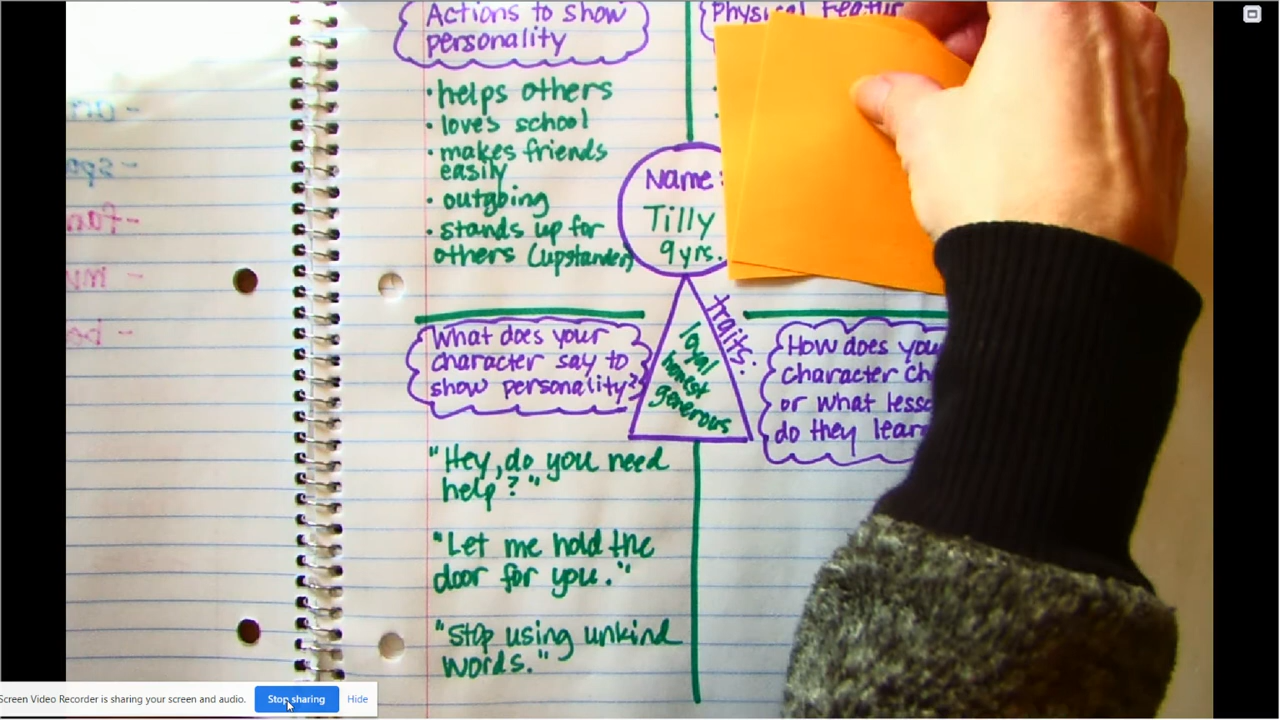 Actions to show
personality
• helps others
• loves school
• makes friends
easily
• outgoing
• stands up for
others (upstander)
Physical Featur
Name:
Tilly
9 yrs.
traits:
loyal
honest
generous
What does your
character say to
show personality?
"Hey, do you need
help?"
"Let me hold the
door for you."
"Stop using unkind
words."
How does you
character ch
or what less
do they lear
Screen Video Recorder is sharing your screen and audio.
Stop sharing
Hide